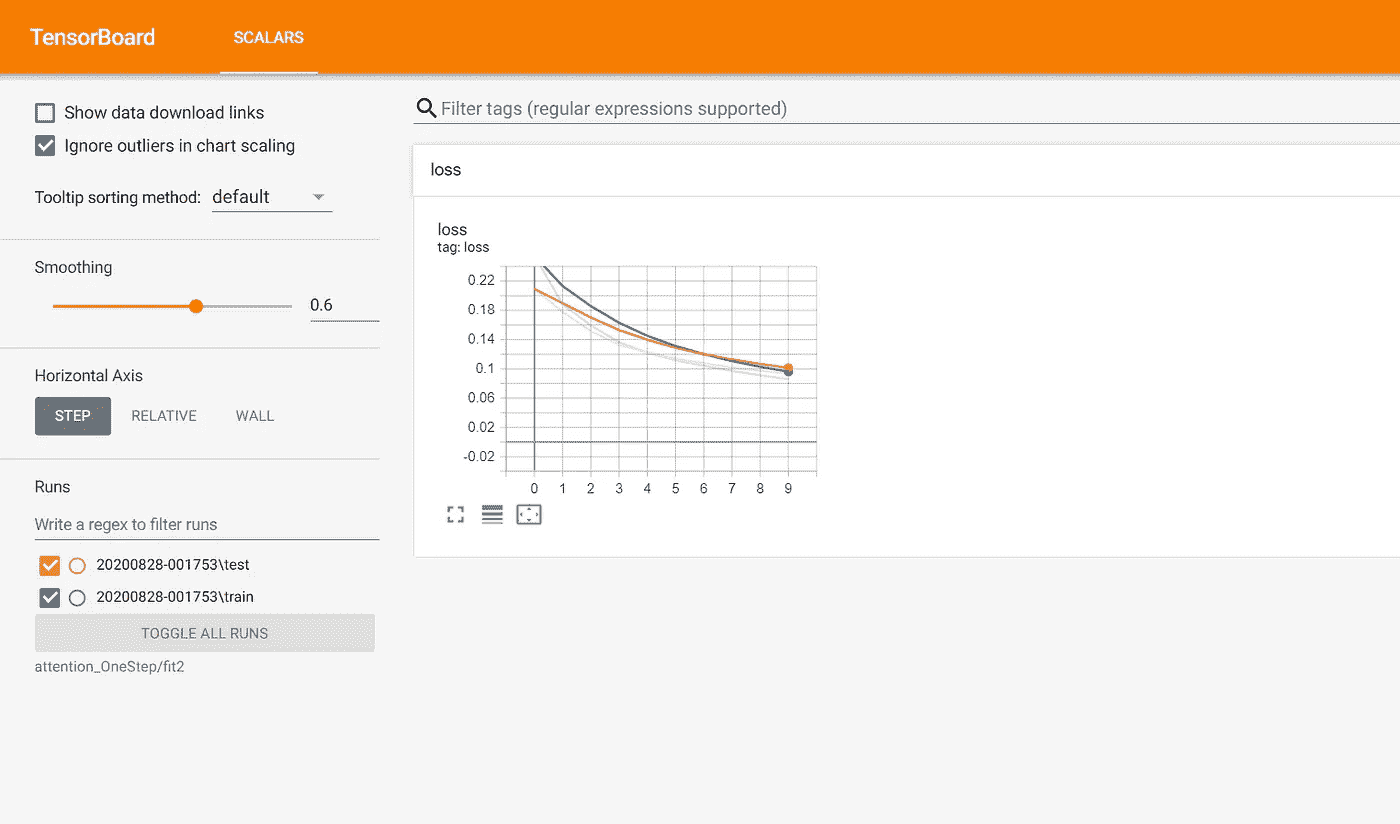 TensorBoard
SCALARS
Show data download links
Ignore outliers in chart scaling
Tooltip sorting method: default
Smoothing
0.6
Horizontal Axis
STEP RELATIVE WALL
Runs
Write a regex to filter runs
20200828-001753\test
20200828-001753\train
TOGGLE ALL RUNS
attention_OneStep/fit2
Filter tags (regular expressions supported)
loss
loss
tag: loss
0.22
0.18
0.14
0.1
0.06
0.02
-0.02
0 1 2 3 4 5 6 7 8 9